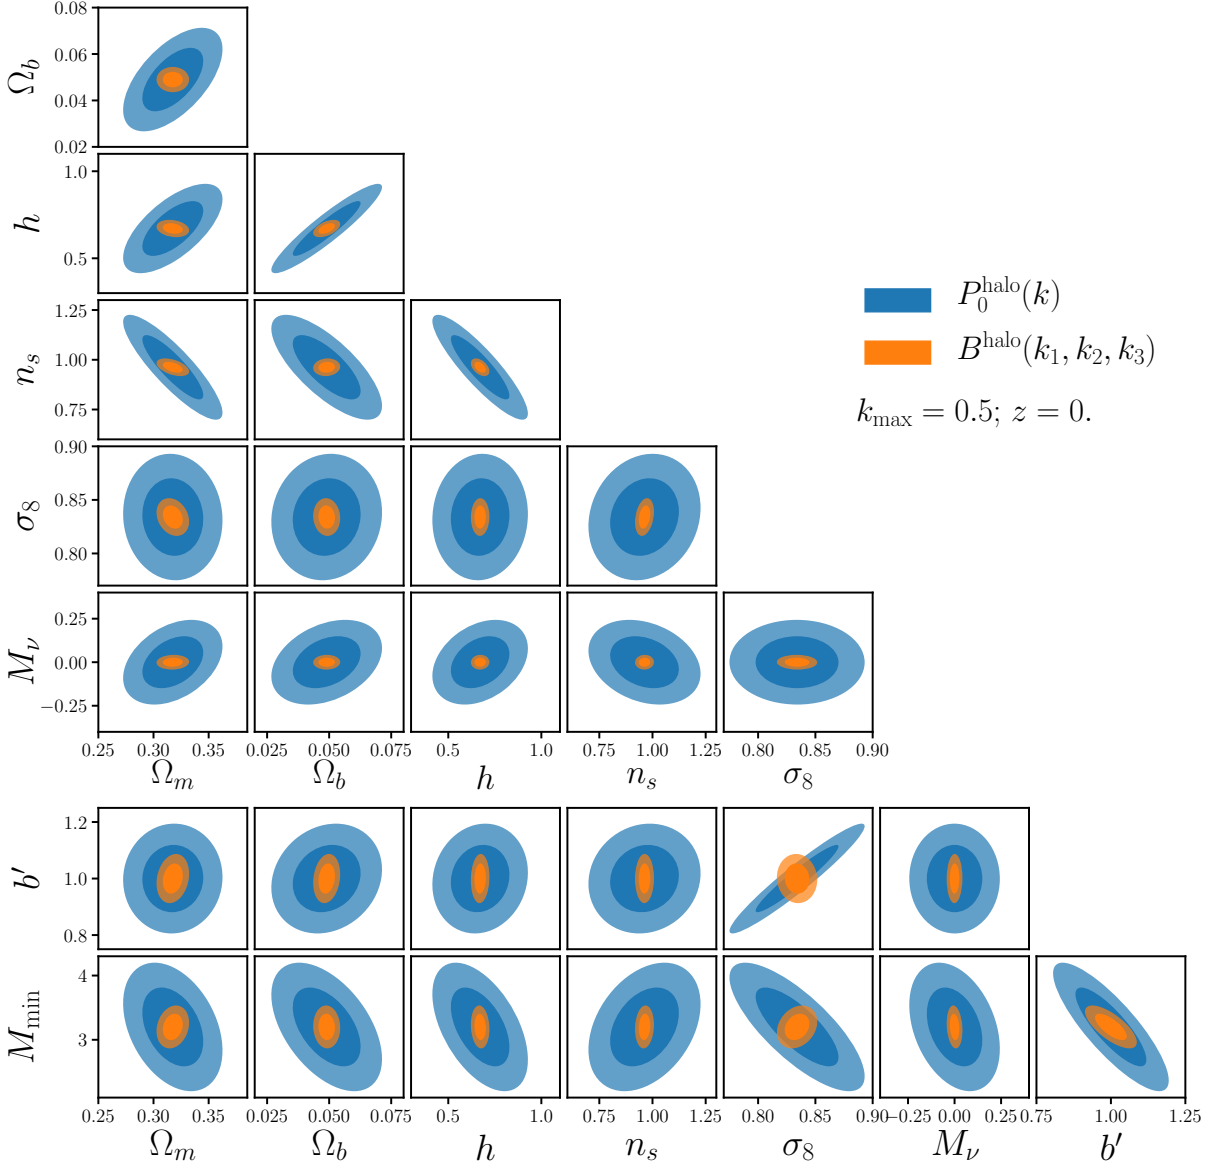 0.08
0.06
0.04
0.02
Ω_b
1.0
0.5
h
P_0^halo(k)
B^halo(k_1, k_2, k_3)
k_max = 0.5; z = 0.
1.25
1.00
0.75
n_s
0.90
0.85
0.80
σ_8
0.25
0.00
−0.25
M_ν
0.25 0.30 0.35 0.025 0.050 0.075 0.5 1.0 0.75 1.00 1.25 0.80 0.85 0.90
Ω_m Ω_b h n_s σ_8
1.2
1.0
0.8
b′
4
3
M_min
0.25 0.30 0.35 0.025 0.050 0.075 0.5 1.0 0.75 1.00 1.25 0.80 0.85 0.90 −0.25 0.00 0.25 0.75 1.00 1.25
Ω_m Ω_b h n_s σ_8 M_ν b′